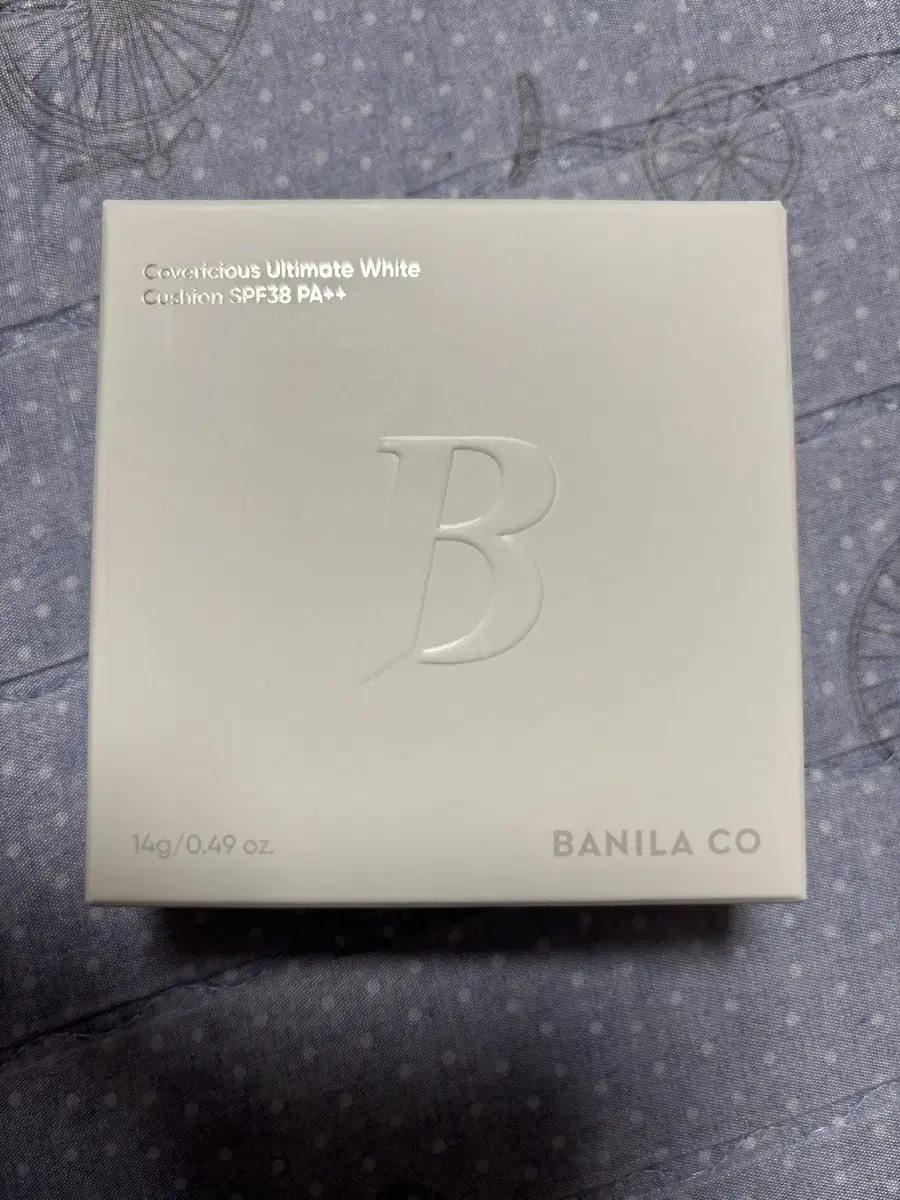 Covericious Ultimate White
Cushion SPF38 PA++
B
14g/0.49 oz.
BANILA CO